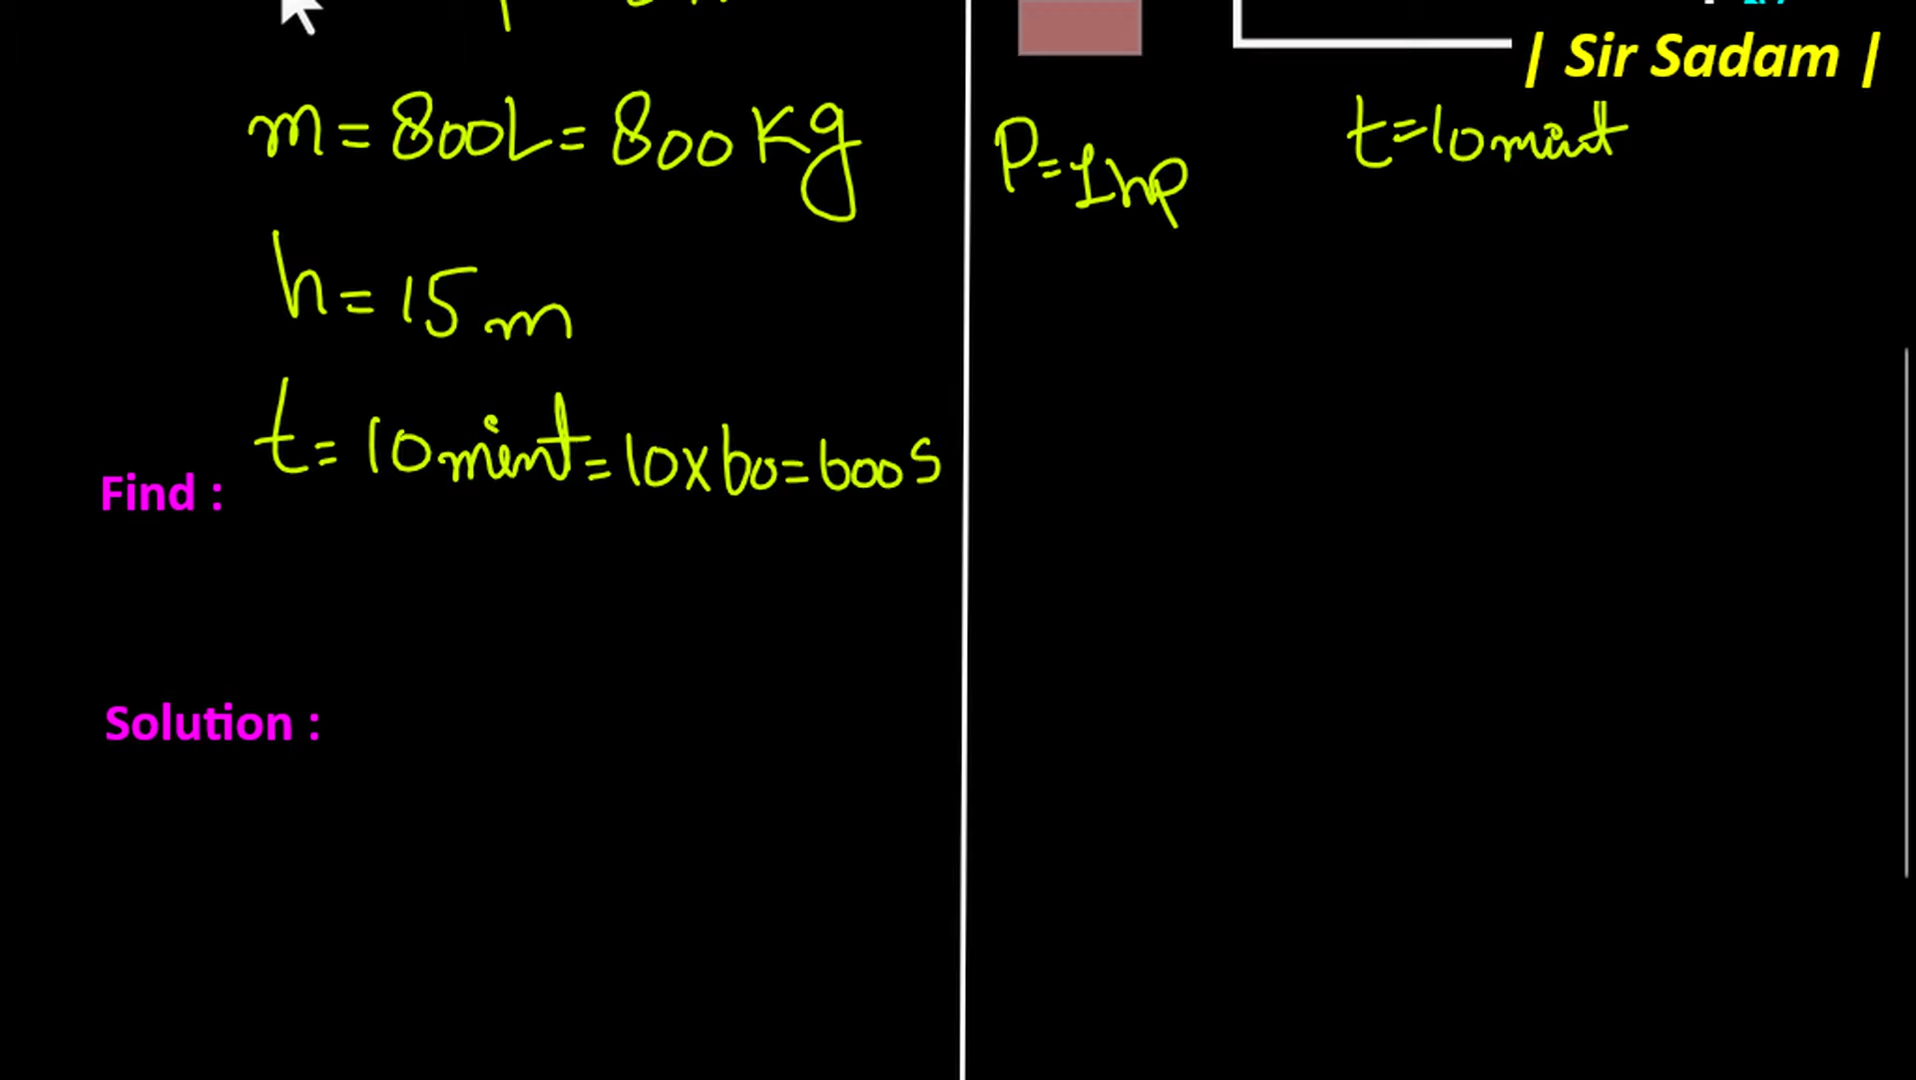 | Sir Sadam |
m = 800L = 800 Kg
P = 1hp
t = 10 mint
h = 15 m
t = 10 mint = 10 x 60 = 600 S
Find :
Solution :